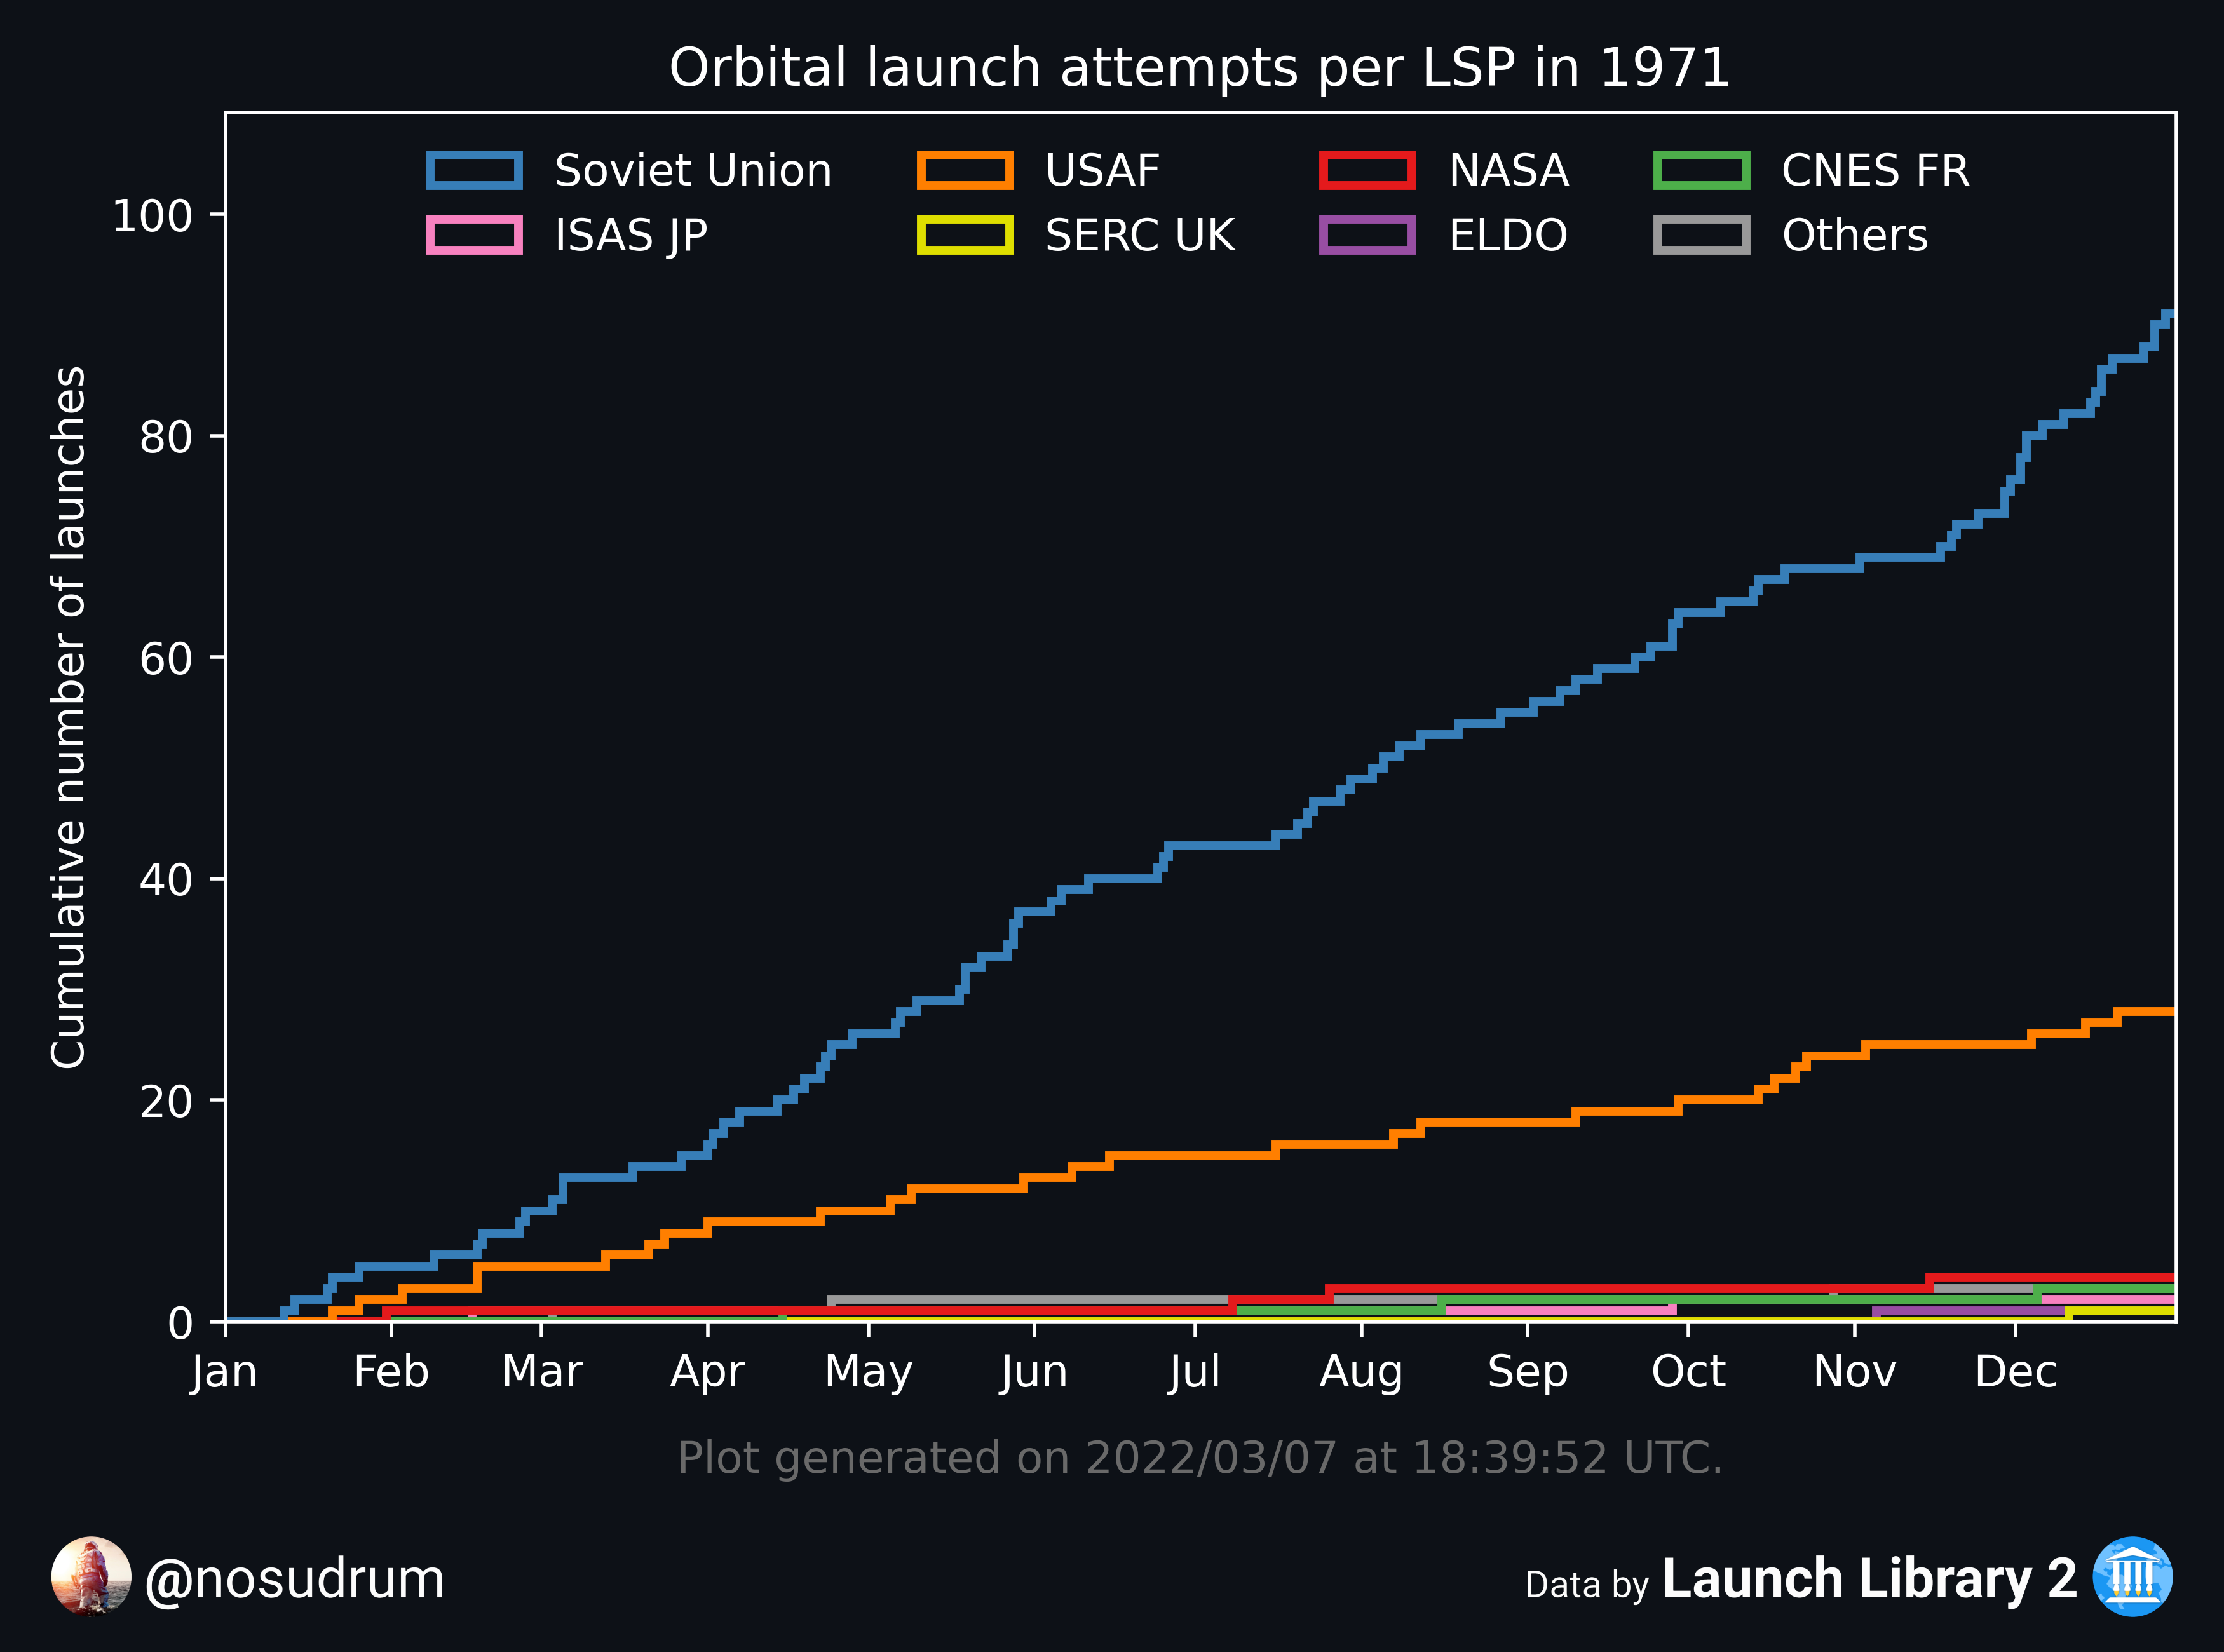 Orbital launch attempts per LSP in 1971
Soviet Union USAF NASA CNES FR
ISAS JP SERC UK ELDO Others
Cumulative number of launches
100
80
60
40
20
0
Jan Feb Mar Apr May Jun Jul Aug Sep Oct Nov Dec
Plot generated on 2022/03/07 at 18:39:52 UTC.
@nosudrum
Data by Launch Library 2